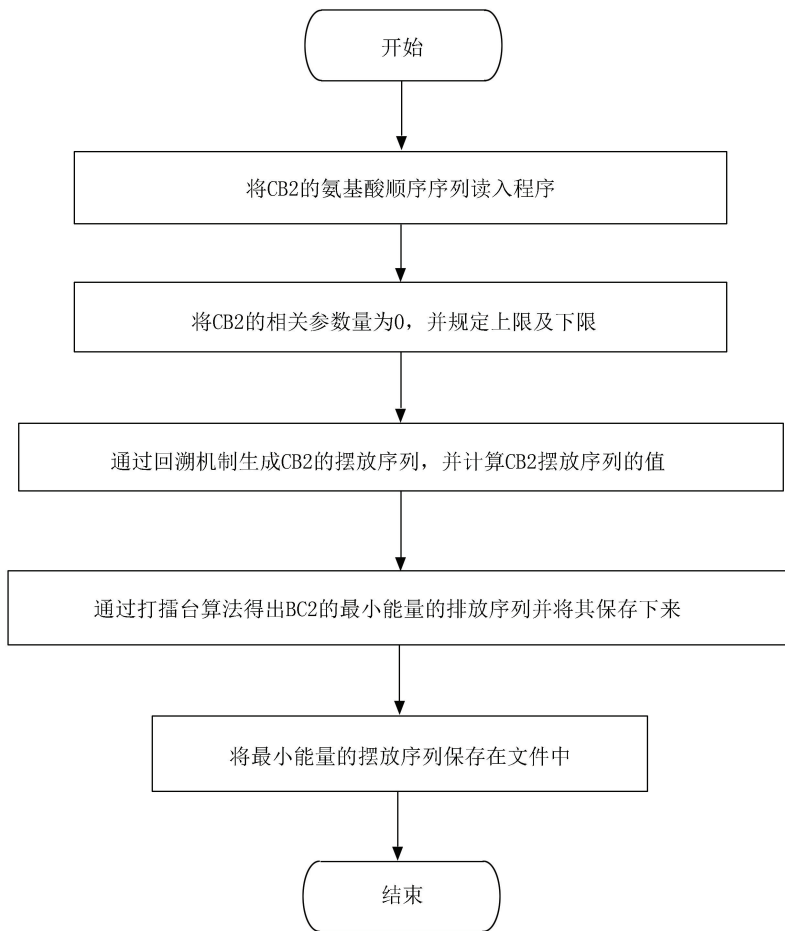 开始
将CB2的氨基酸顺序序列读入程序
将CB2的相关参数量为0，并规定上限及下限
通过回溯机制生成CB2的摆放序列，并计算CB2摆放序列的值
通过打擂台算法得出BC2的最小能量的排放序列并将其保存下来
将最小能量的摆放序列保存在文件中
结束